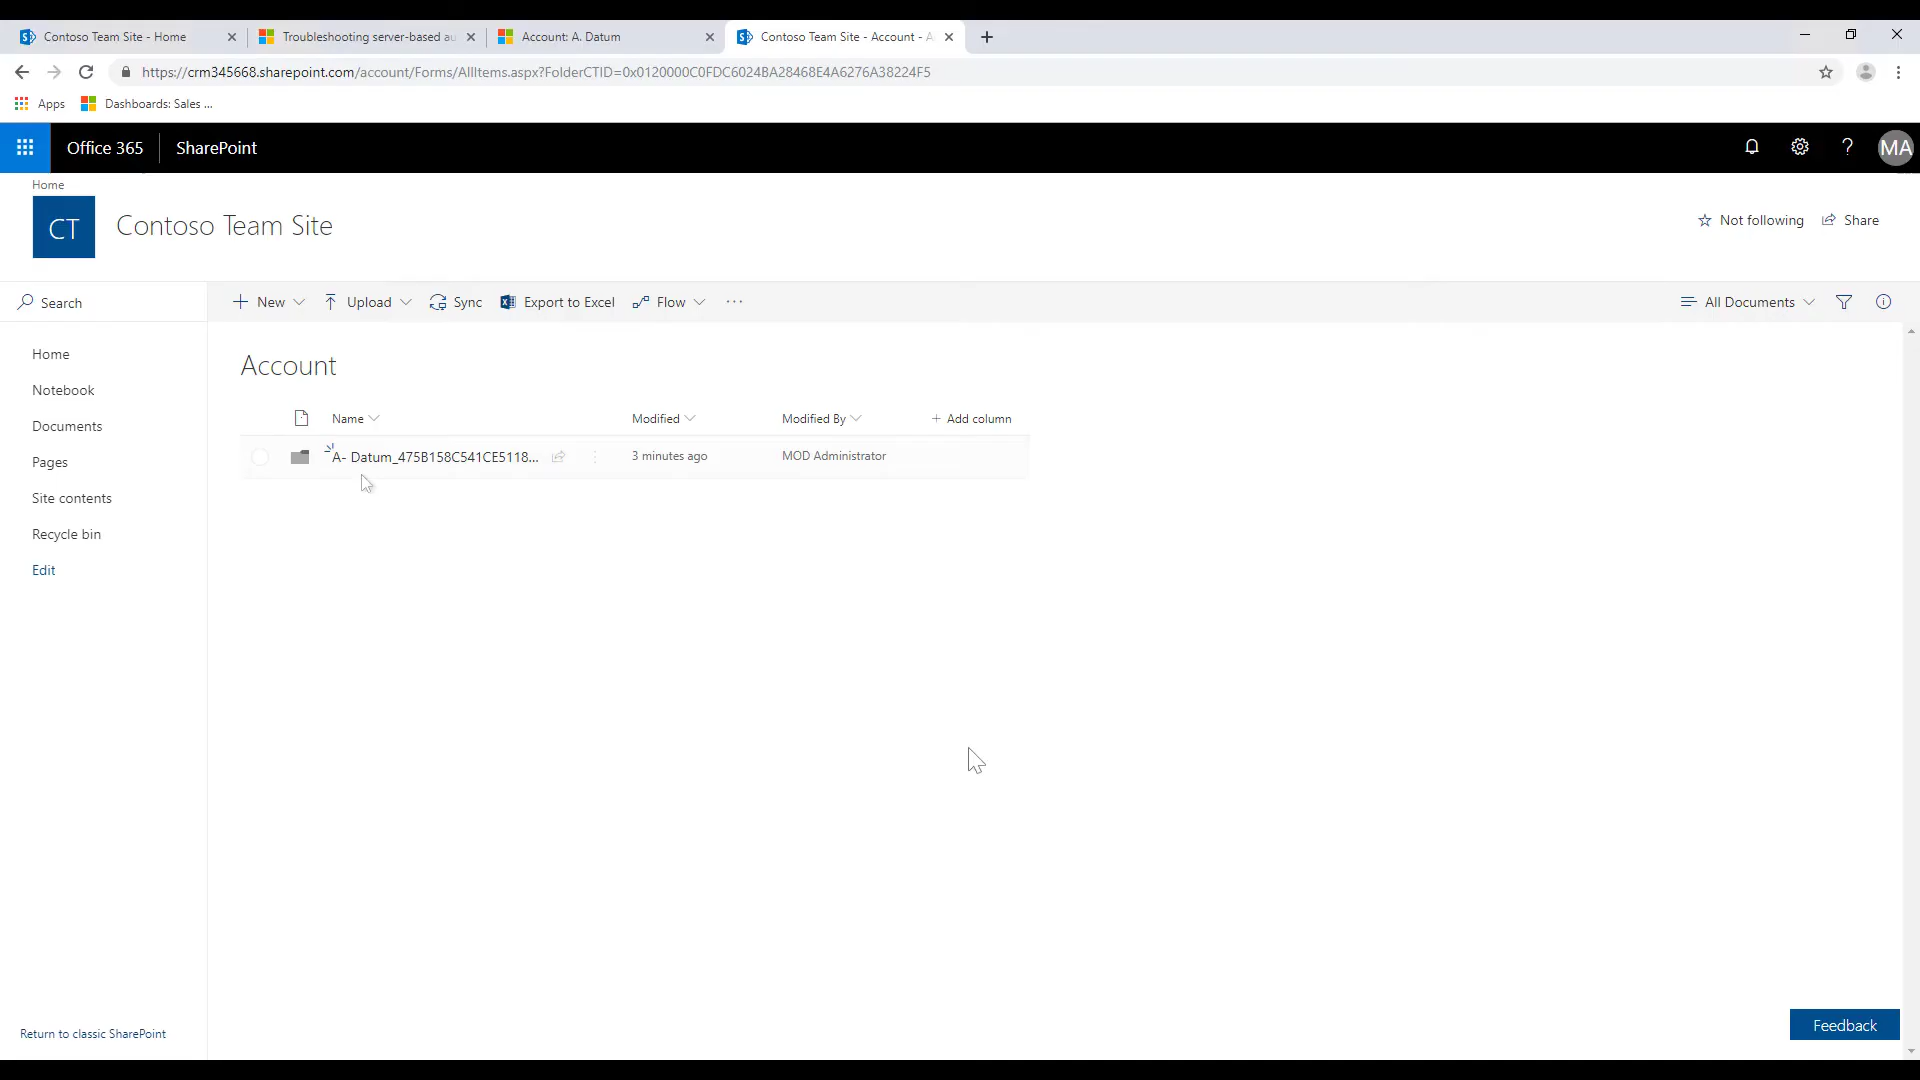 Contoso Team Site - Home
Troubleshooting server-based au
Account: A. Datum
Contoso Team Site - Account - A
https://crm345668.sharepoint.com/account/Forms/AllItems.aspx?FolderCTID=0x0120000C0FDC6024BA28468E4A6276A38224F5
Apps
Dashboards: Sales ...
Office 365
SharePoint
?
MA
Home
CT
Contoso Team Site
Not following
Share
Search
New
Upload
Sync
Export to Excel
Flow
...
All Documents
Home
Notebook
Documents
Pages
Site contents
Recycle bin
Edit
Account
Name
Modified
Modified By
+ Add column
A- Datum_475B158C541CE5118...
3 minutes ago
MOD Administrator
Return to classic SharePoint
Feedback